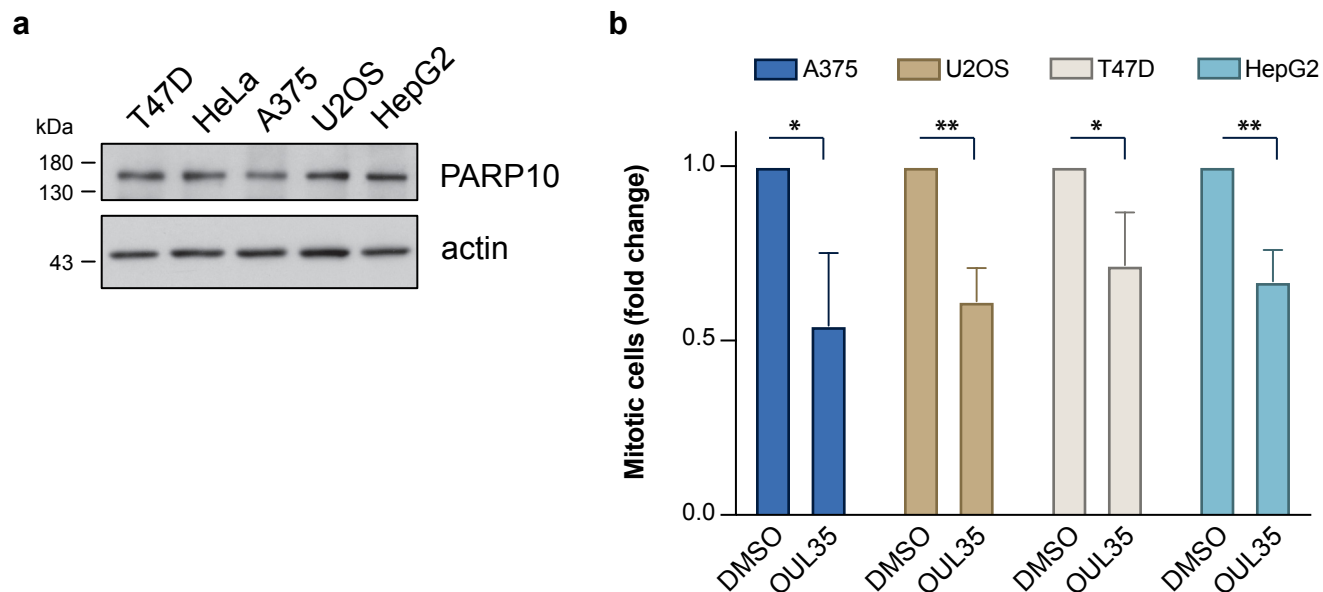 a
T47D HeLa A375 U2OS HepG2
kDa
180
130
PARP10
43
actin
b
A375 U2OS T47D HepG2
* ** * **
Mitotic cells (fold change)
1.0
0.5
0.0
DMSO OUL35 DMSO OUL35 DMSO OUL35 DMSO OUL35